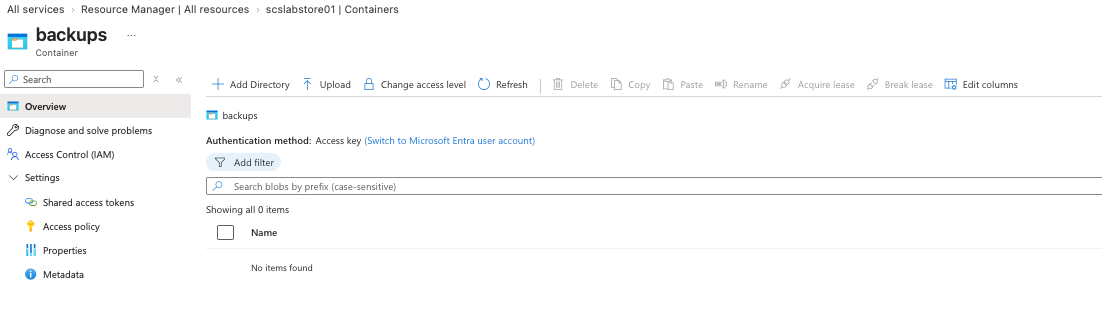 All services > Resource Manager | All resources > scslabstore01 | Containers
backups ...
Container
Search
Overview
Diagnose and solve problems
Access Control (IAM)
Settings
Shared access tokens
Access policy
Properties
Metadata
Add Directory Upload Change access level Refresh Delete Copy Paste Rename Acquire lease Break lease Edit columns
backups
Authentication method: Access key (Switch to Microsoft Entra user account)
Add filter
Search blobs by prefix (case-sensitive)
Showing all 0 items
Name
No items found